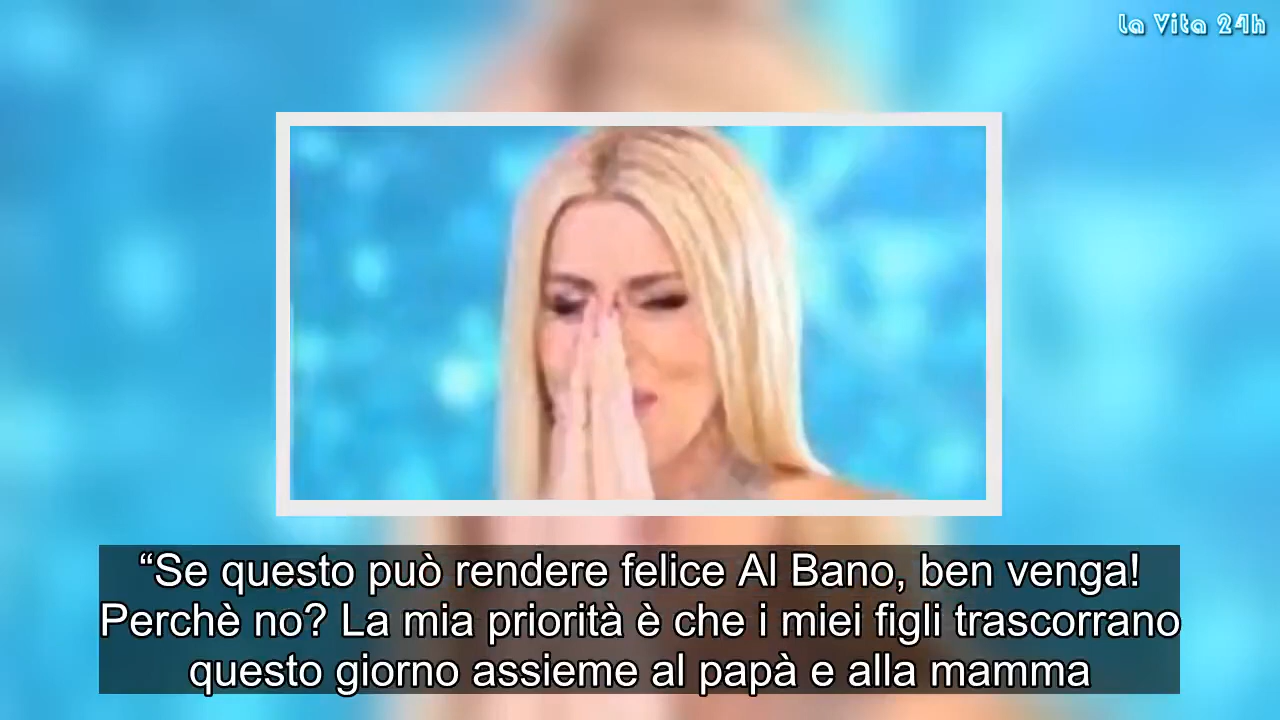 La Vita 24h
“Se questo può rendere felice Al Bano, ben venga!
Perchè no? La mia priorità è che i miei figli trascorrano
questo giorno assieme al papà e alla mamma